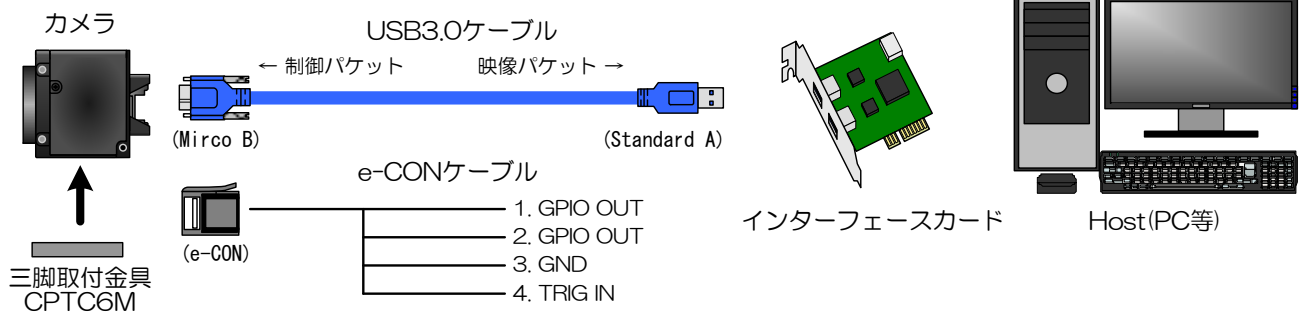 カメラ
USB3.0ケーブル
← 制御パケット 映像パケット →
(Mirco B)
(Standard A)
e-CONケーブル
(e-CON)
1. GPIO OUT
2. GPIO OUT
3. GND
4. TRIG IN
三脚取付金具
CPTC6M
インターフェースカード
Host(PC等)